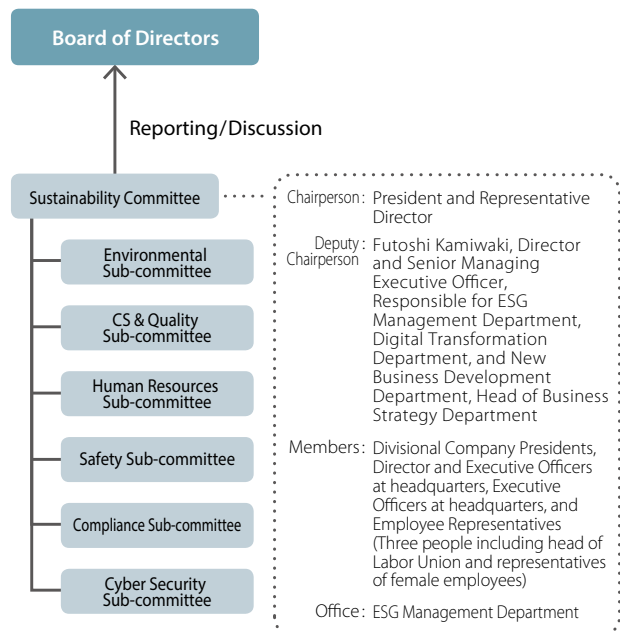 Board of Directors
Reporting/Discussion
Sustainability Committee
Environmental
Sub-committee
CS & Quality
Sub-committee
Human Resources
Sub-committee
Safety Sub-committee
Compliance Sub-committee
Cyber Security
Sub-committee
Chairperson: President and Representative
Director
Deputy Chairperson: Futoshi Kamiwaki, Director
and Senior Managing
Executive Officer,
Responsible for ESG
Management Department,
Digital Transformation
Department, and New
Business Development
Department, Head of Business
Strategy Department
Members: Divisional Company Presidents,
Director and Executive Officers
at headquarters, Executive
Officers at headquarters, and
Employee Representatives
(Three people including head of
Labor Union and representatives
of female employees)
Office: ESG Management Department